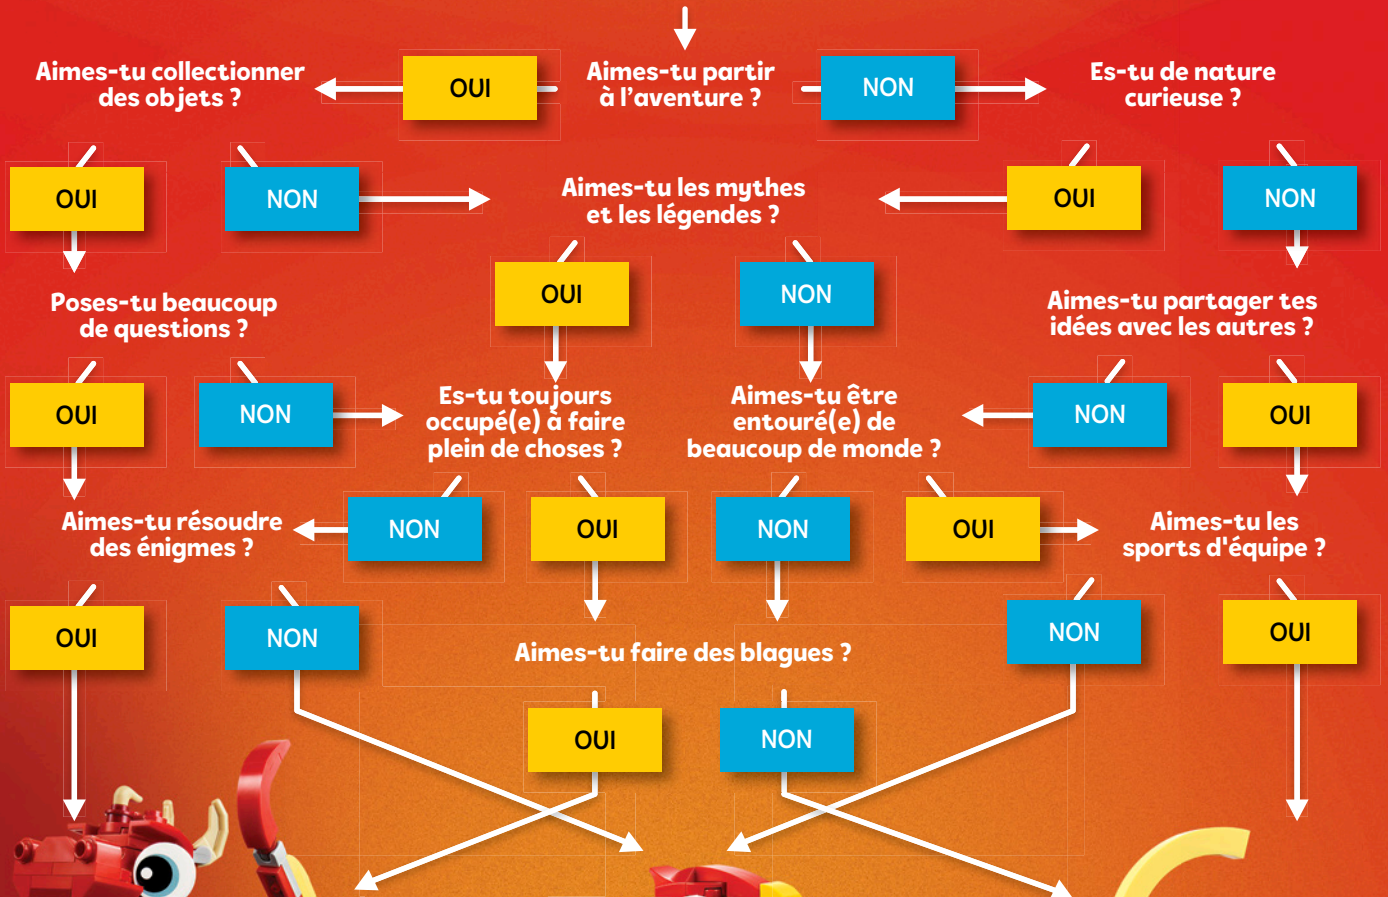 Aimes-tu collectionner
des objets ?
OUI
Aimes-tu partir
à l'aventure ?
NON
Es-tu de nature
curieuse ?
OUI
NON
Aimes-tu les mythes
et les légendes ?
OUI
NON
OUI
NON
Poses-tu beaucoup
de questions ?
Aimes-tu partager tes
idées avec les autres ?
OUI
NON
Es-tu toujours
occupé(e) à faire
plein de choses ?
Aimes-tu être
entouré(e) de
beaucoup de monde ?
NON
OUI
Aimes-tu résoudre
des énigmes ?
NON
OUI
NON
OUI
Aimes-tu les
sports d'équipe ?
OUI
NON
Aimes-tu faire des blagues ?
NON
OUI
OUI
NON